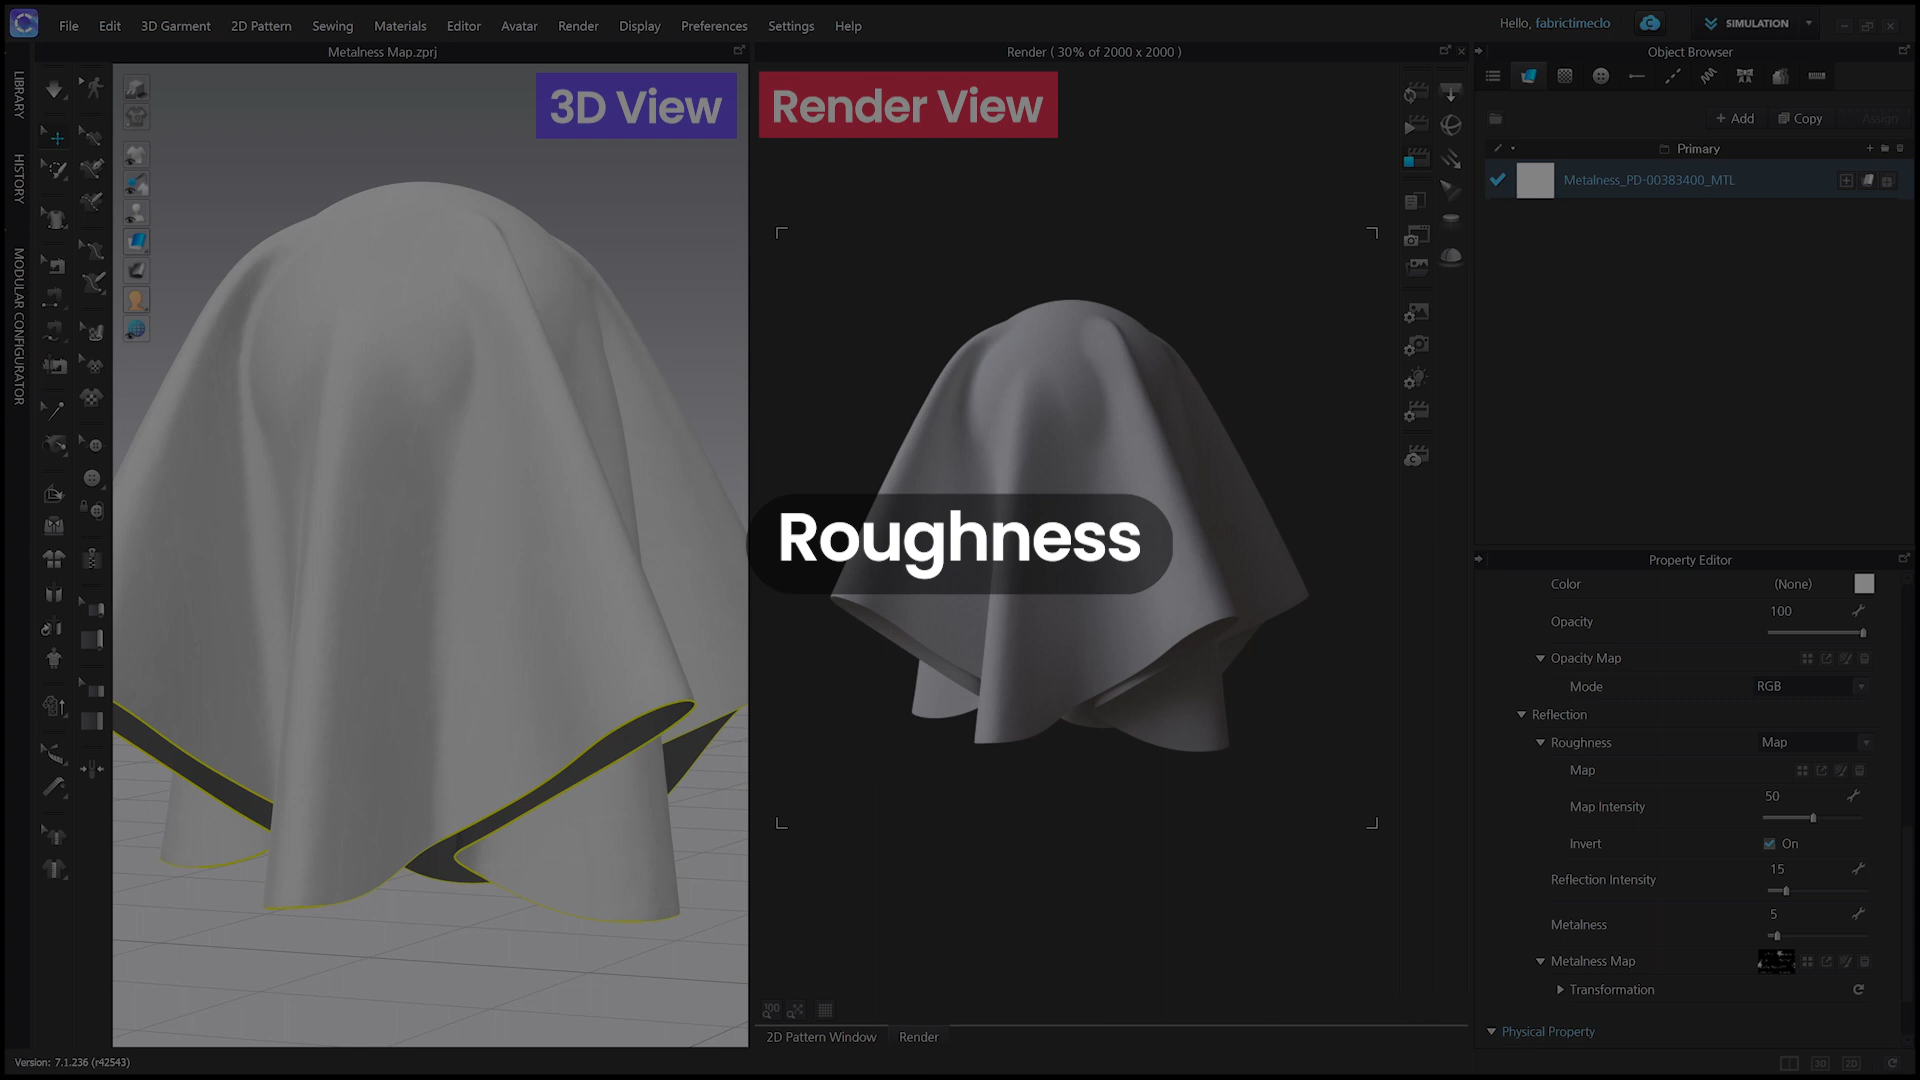 File Edit 3D Garment 2D Pattern Sewing Materials Editor Avatar Render Display Preferences Settings Help
Hello, fabrictimeclo
SIMULATION
Metalness Map.zprj
Render ( 30% of 2000 x 2000 )
Object Browser
LIBRARY
HISTORY
MODULAR CONFIGURATOR
3D View
Render View
+ Add
Copy
Assign
Primary
Metalness_PD-00383400_MTL
Roughness
Property Editor
Color (None)
Opacity 100
Opacity Map
Mode RGB
Reflection
Roughness Map
Map
Map Intensity 50
Invert On
Reflection Intensity 15
Metalness 5
Metalness Map
Transformation
Physical Property
100
2D Pattern Window Render
Version: 7.1.236 (r42543)
3D
2D